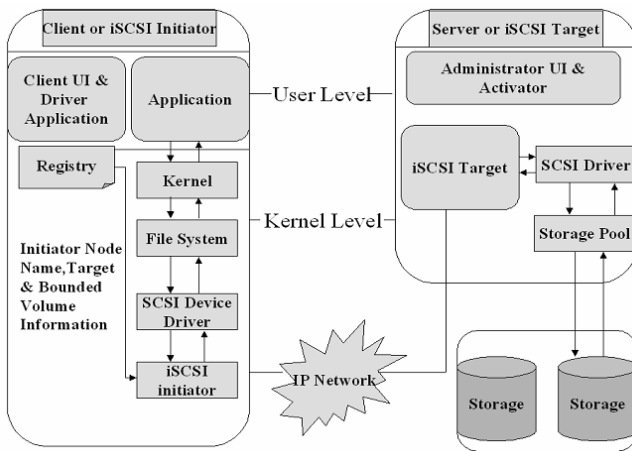 Client or iSCSI Initiator
Client UI &
Driver
Application
Application
Registry
Kernel
File System
Initiator Node
Name,Target
& Bounded
Volume
Information
SCSI Device
Driver
iSCSI
initiator
User Level
Kernel Level
IP Network
Server or iSCSI Target
Administrator UI &
Activator
iSCSI Target
SCSI Driver
Storage Pool
Storage
Storage